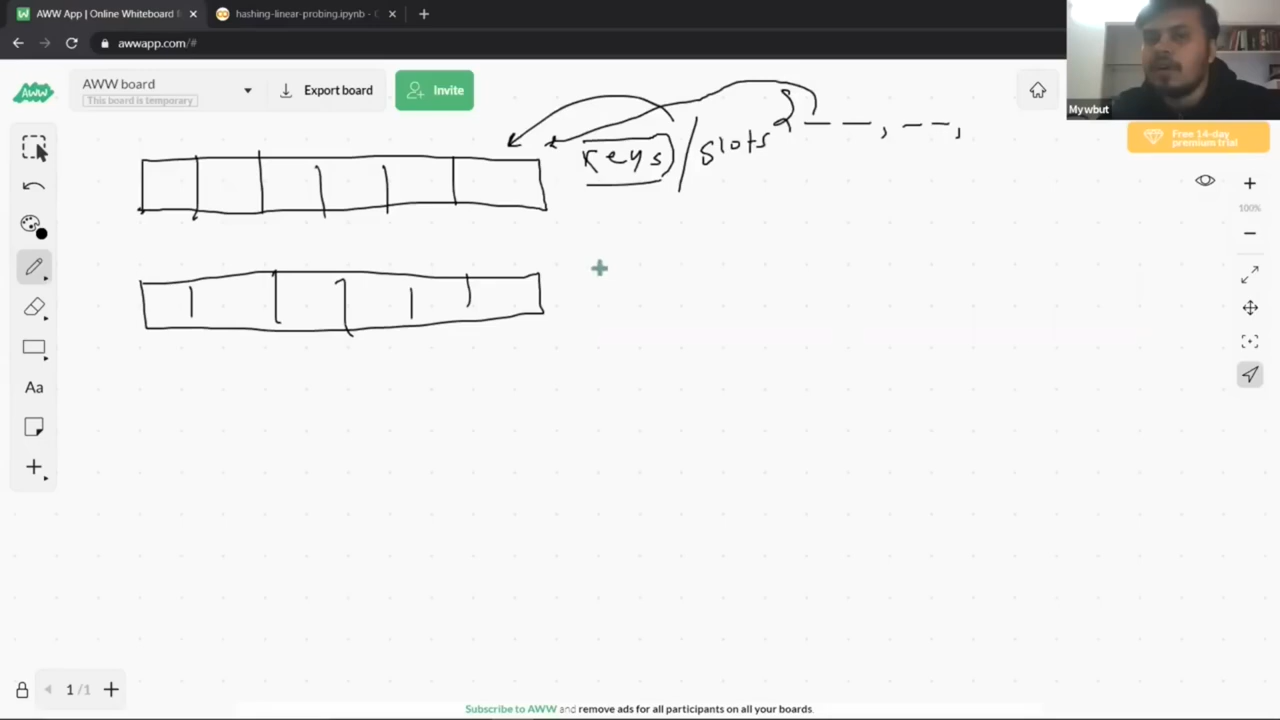 AWW App | Online Whiteboard
hashing-linear-probing.ipynb - C
awwapp.com/#
AWW
AWW board
This board is temporary
Export board
Invite
Mywbut
Free 14-day
premium trial
keys / slots
100%
Aa
1 / 1
Subscribe to AWW and remove ads for all participants on all your boards.